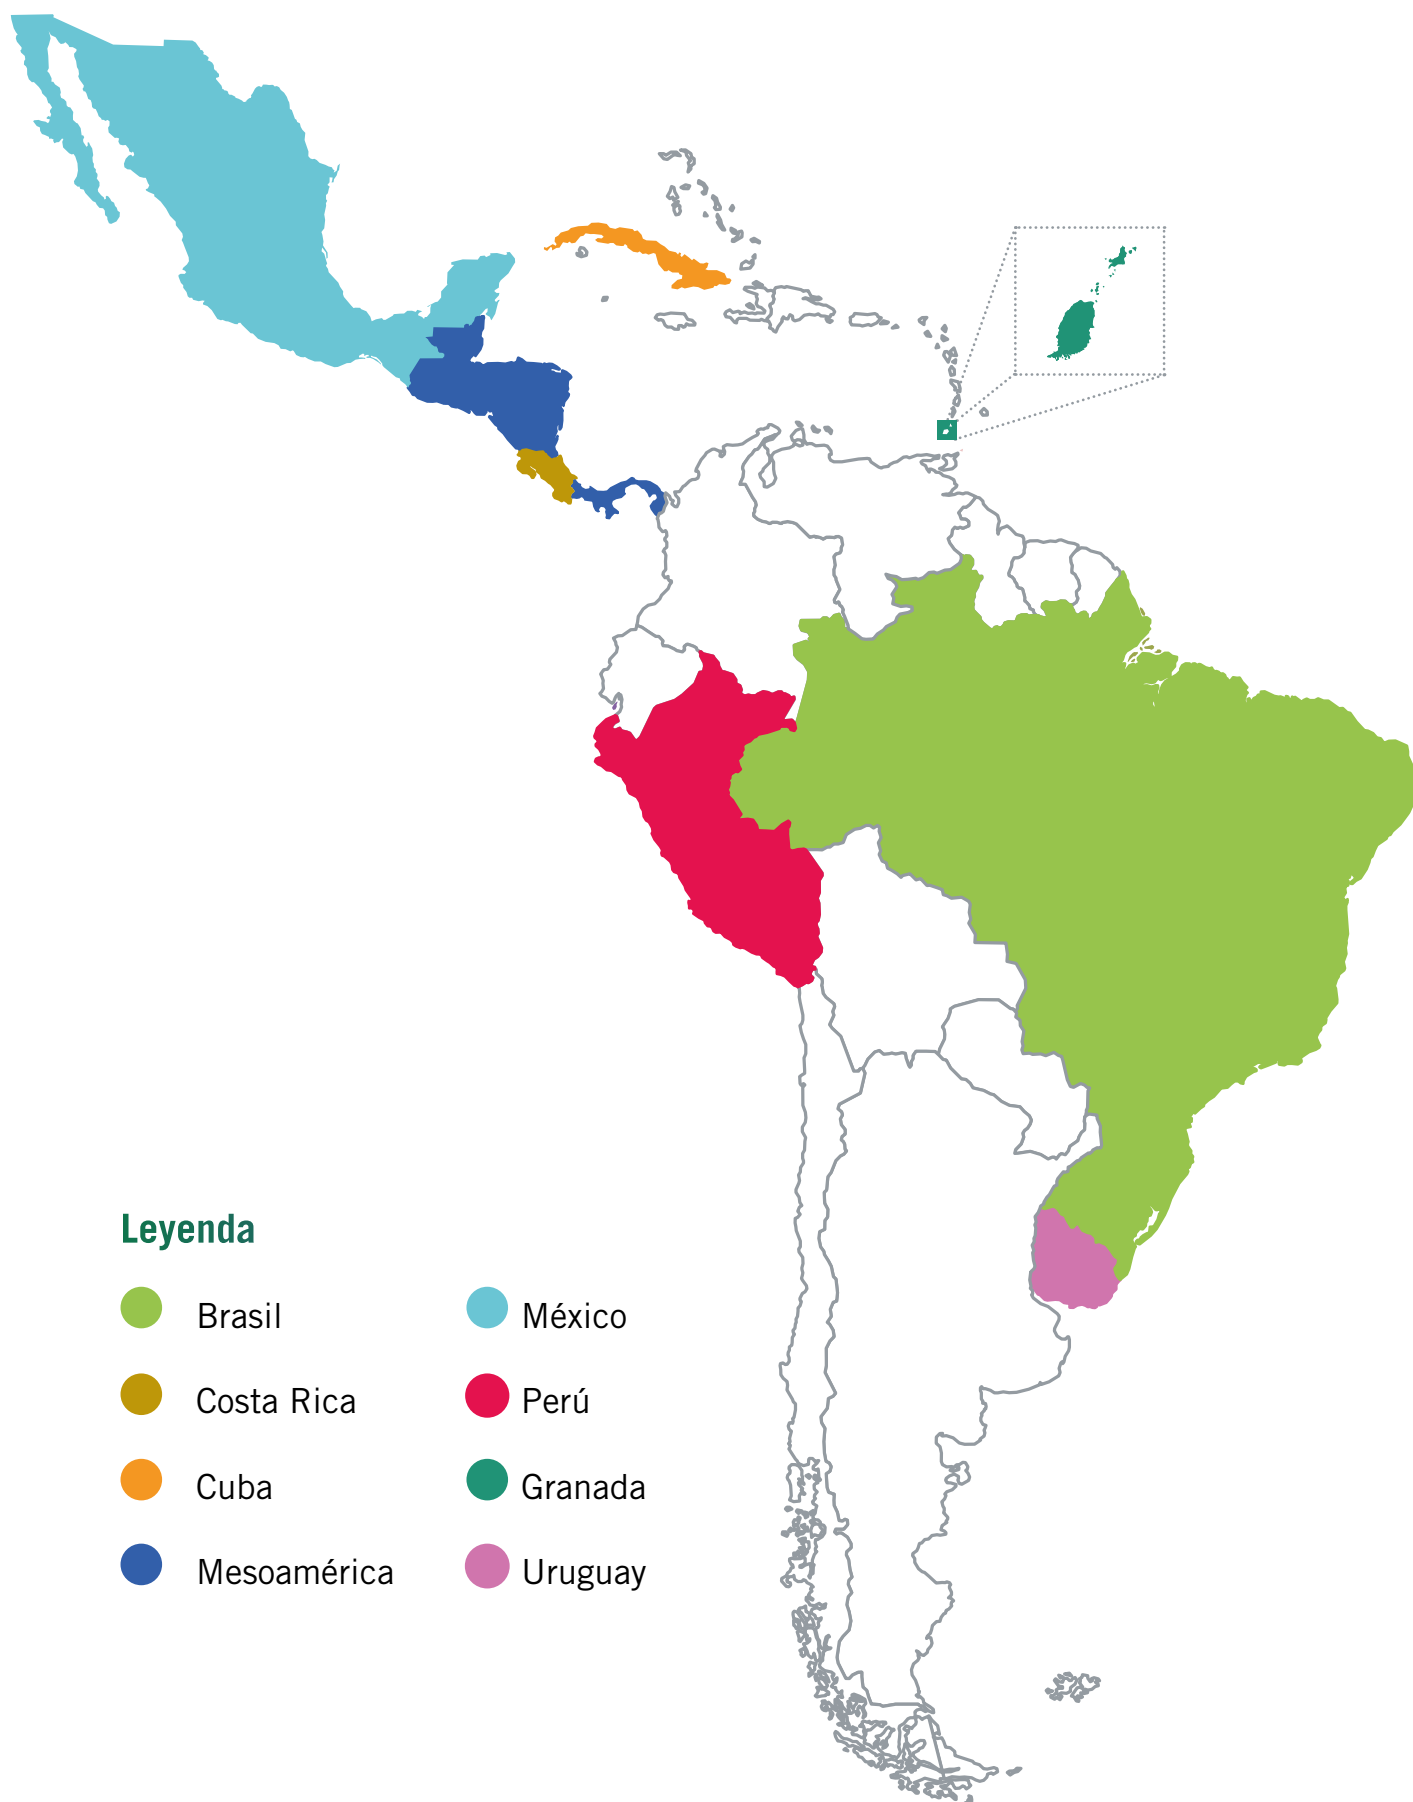 Leyenda
Brasil
Costa Rica
Cuba
Mesoamérica
México
Perú
Granada
Uruguay